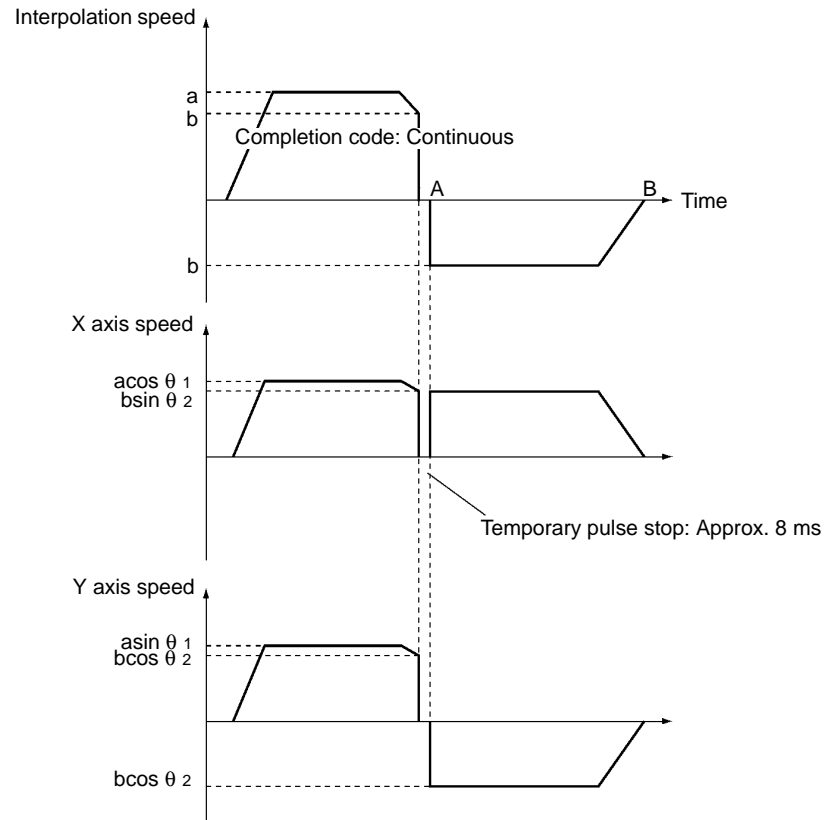 Interpolation speed
a
b
Completion code: Continuous
A
B
Time
b
X axis speed
acos θ 1
bsin θ 2
Temporary pulse stop: Approx. 8 ms
Y axis speed
asin θ 1
bcos θ 2
bcos θ 2